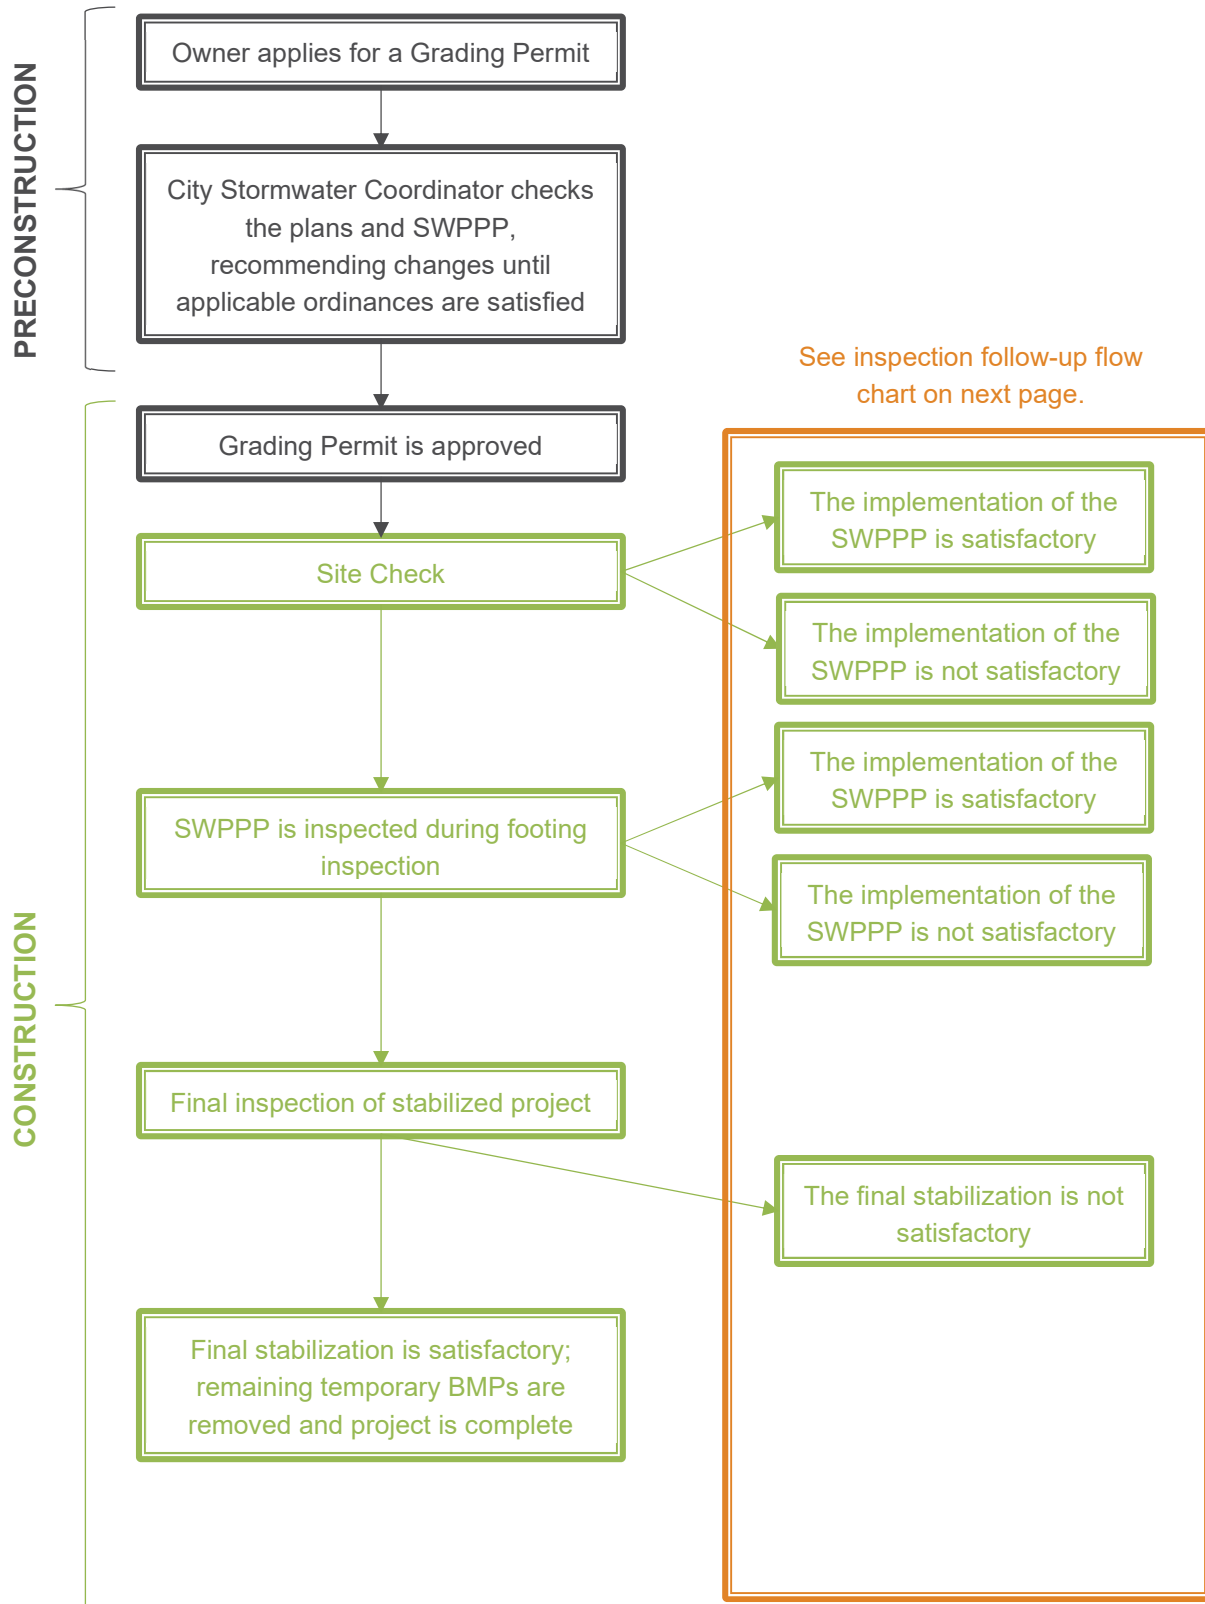 PRECONSTRUCTION
Owner applies for a Grading Permit
City Stormwater Coordinator checks
the plans and SWPPP,
recommending changes until
applicable ordinances are satisfied
See inspection follow-up flow
chart on next page.
Grading Permit is approved
CONSTRUCTION
Site Check
The implementation of the
SWPPP is satisfactory
The implementation of the
SWPPP is not satisfactory
SWPPP is inspected during footing
inspection
The implementation of the
SWPPP is satisfactory
The implementation of the
SWPPP is not satisfactory
Final inspection of stabilized project
The final stabilization is not
satisfactory
Final stabilization is satisfactory;
remaining temporary BMPs are
removed and project is complete